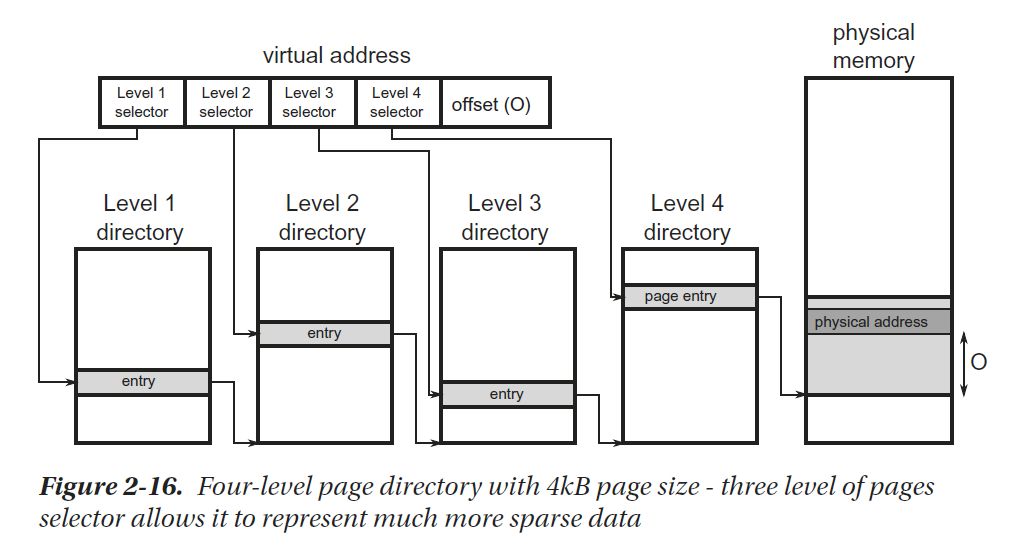 physical
memory
virtual address
Level 1
selector
Level 2
selector
Level 3
selector
Level 4
selector
offset (O)
Level 1
directory
Level 2
directory
Level 3
directory
Level 4
directory
page entry
physical address
entry
O
entry
entry
Figure 2-16. Four-level page directory with 4kB page size - three level of pages
selector allows it to represent much more sparse data